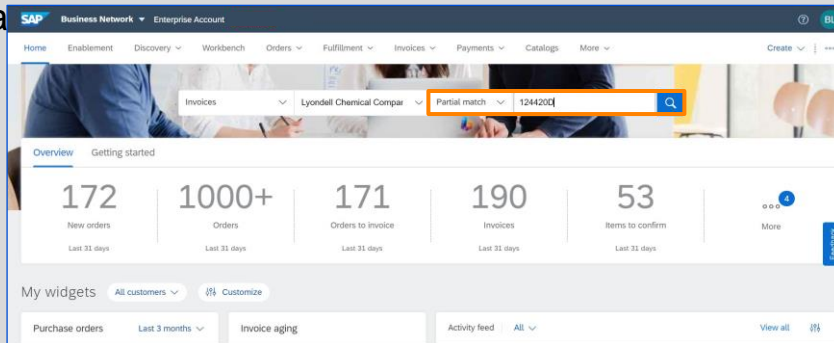 a
SAP Business Network Enterprise Account
Home Enablement Discovery Workbench Orders Fulfillment Invoices Payments Catalogs More Create
Invoices Lyondell Chemical Compar Partial match 124420D
Overview Getting started
172 1000+ 171 190 53 4
New orders Orders Orders to invoice Invoices Items to confirm More
Last 31 days Last 31 days Last 31 days Last 31 days Last 31 days
Feedback
My widgets All customers Customize
Purchase orders Last 3 months Invoice aging Activity feed All View all